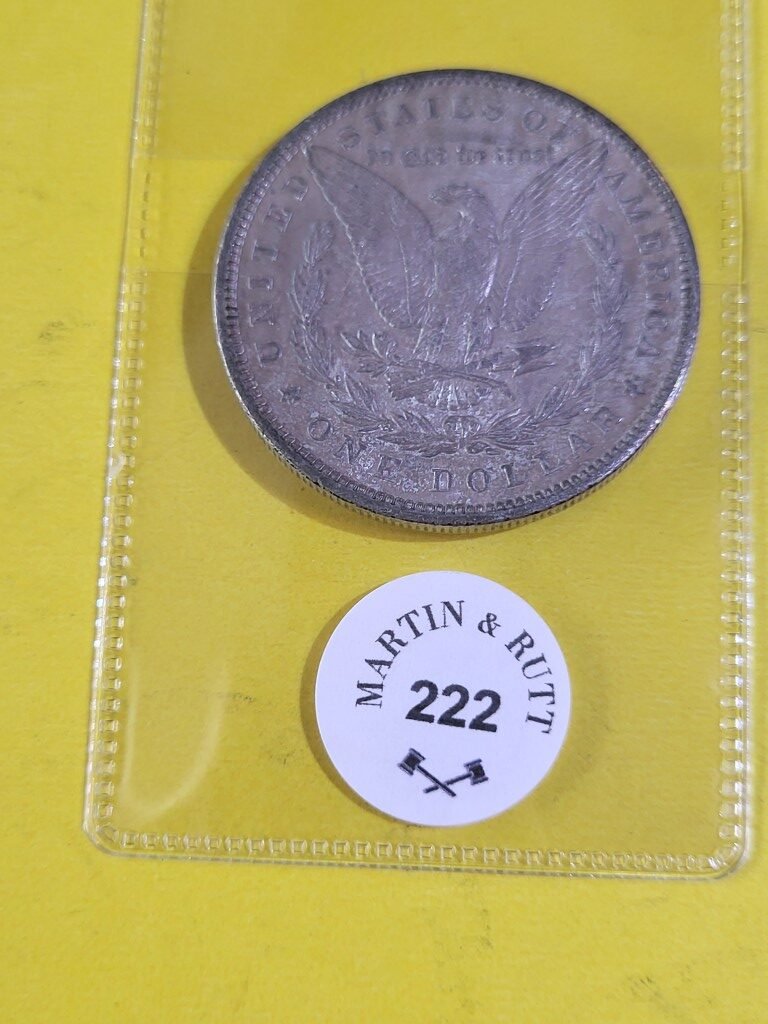 UNITED STATES OF AMERICA
In God we trust
ONE DOLLAR
MARTIN & RUTT
222